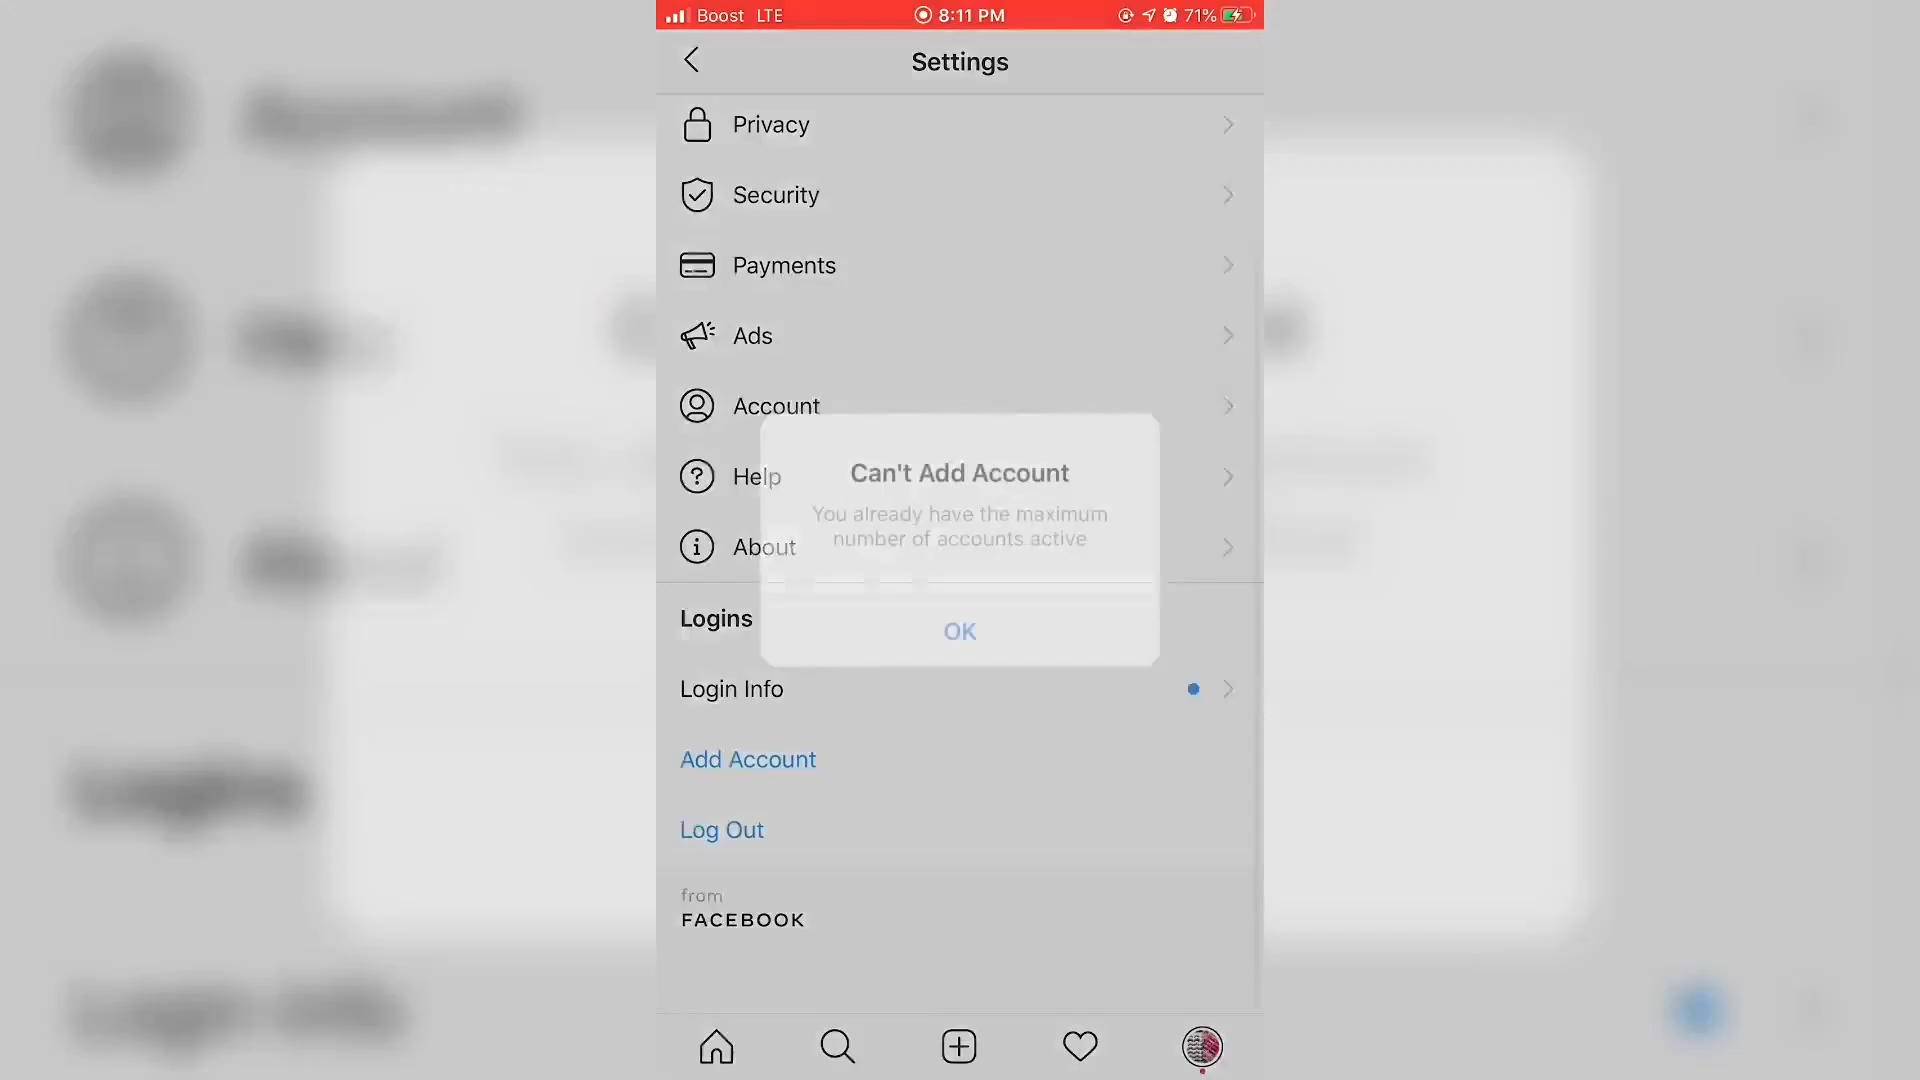 Boost LTE 8:11 PM 71%
Settings
Privacy
Security
Payments
Ads
Account
Help
About
Can't Add Account
You already have the maximum
number of accounts active
OK
Logins
Login Info
Add Account
Log Out
from
FACEBOOK